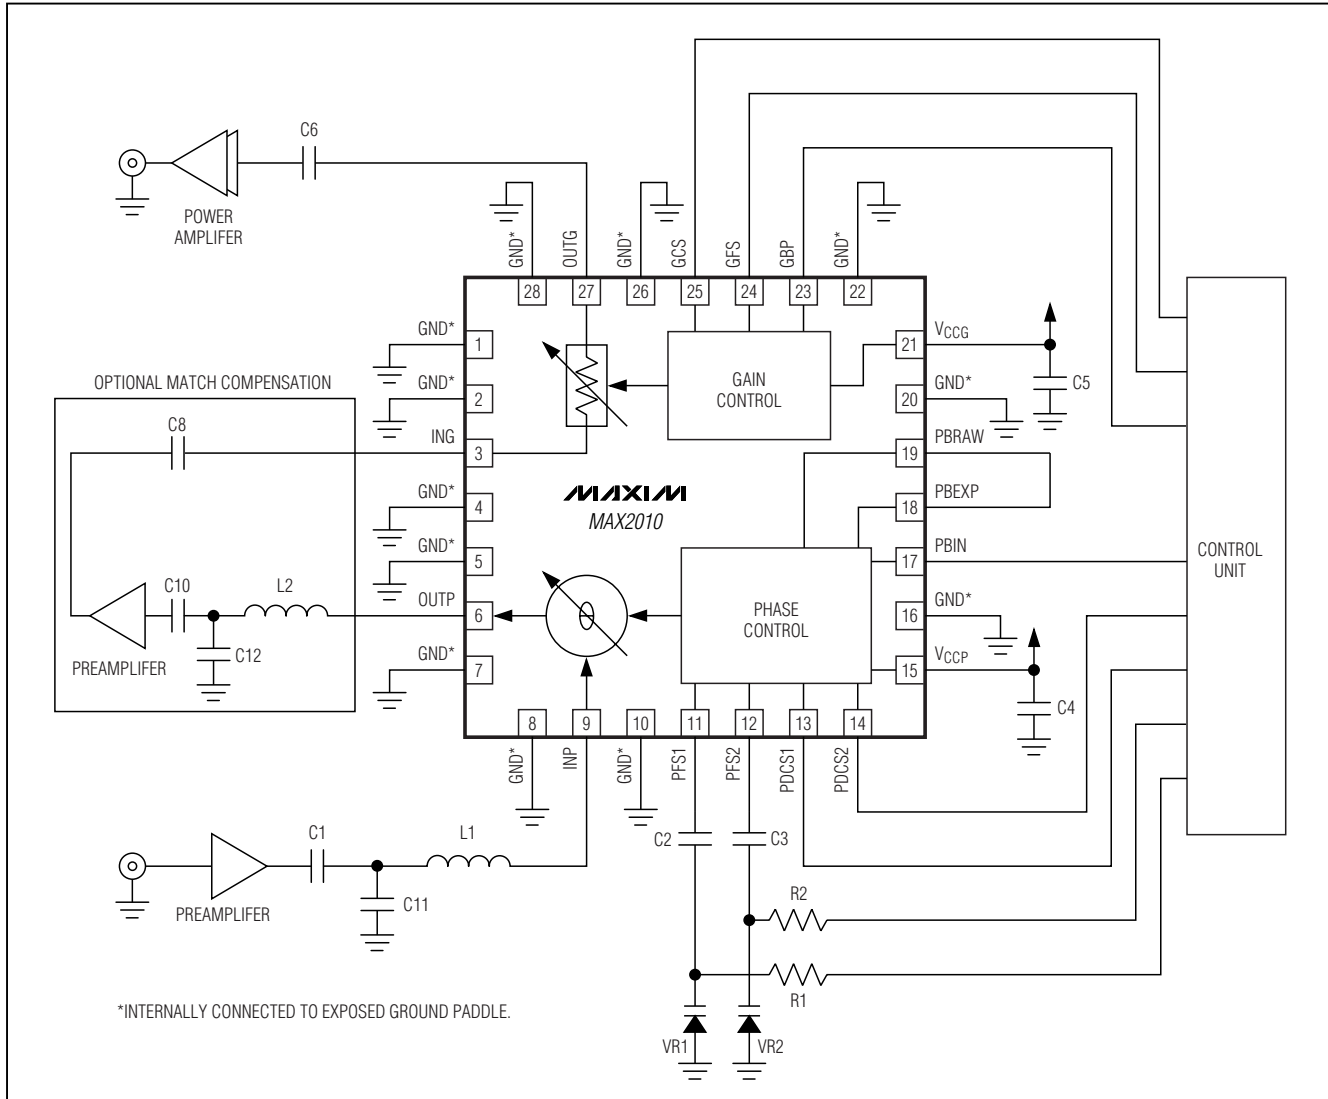 C6
POWER
AMPLIFER
GND*
OUTG
GND*
GCS
GFS
GBP
GND*
28
27
26
25
24
23
22
GND*
1
GND*
2
ING
3
GND*
4
GND*
5
OUTP
6
GND*
7
21
VCCG
C5
20
GND*
19
PBRAW
18
PBEXP
17
PBIN
16
GND*
15
VCCP
C4
GAIN
CONTROL
MAXIM
MAX2010
PHASE
CONTROL
θ
CONTROL
UNIT
OPTIONAL MATCH COMPENSATION
C8
C10
L2
C12
PREAMPLIFER
8
9
10
11
12
13
14
GND*
INP
GND*
PFS1
PFS2
PDCS1
PDCS2
C1
L1
C11
PREAMPLIFER
C2
C3
R2
R1
VR1
VR2
*INTERNALLY CONNECTED TO EXPOSED GROUND PADDLE.